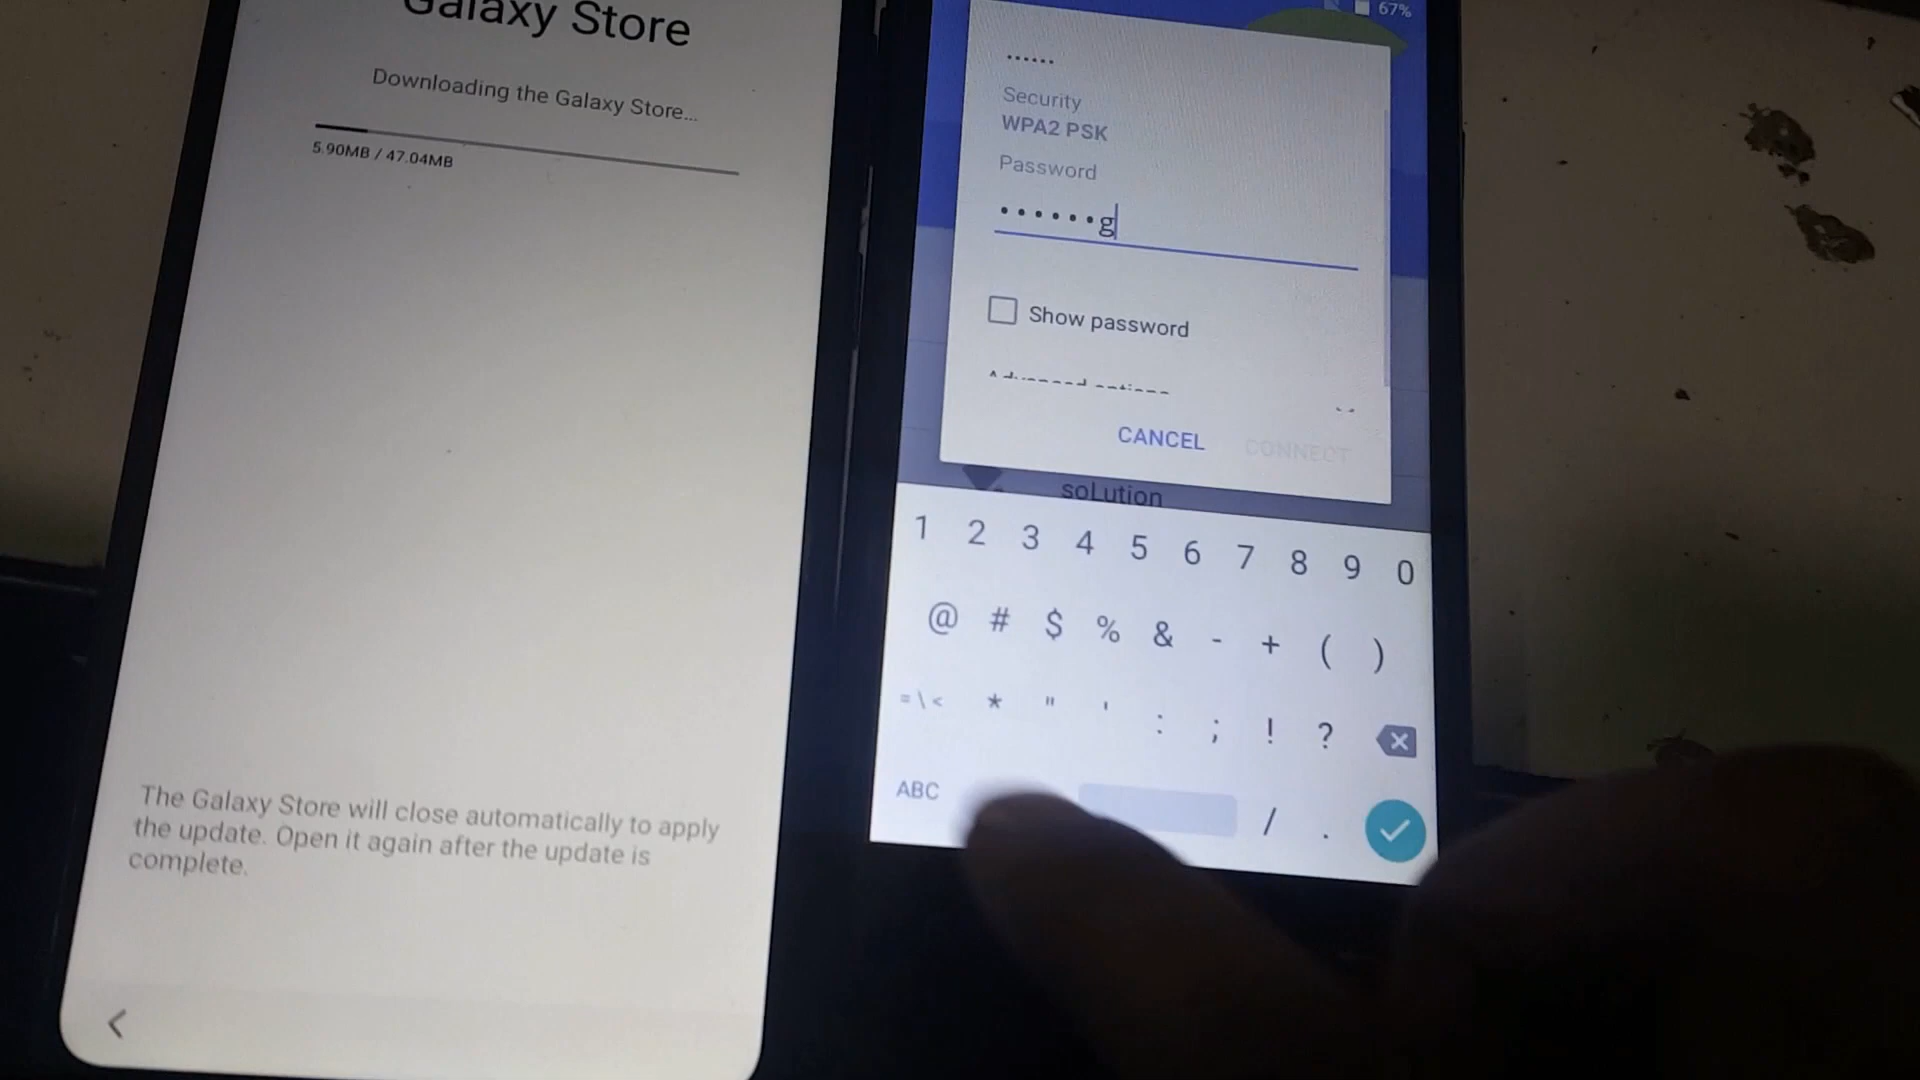 Galaxy Store
Downloading the Galaxy Store...
5.90MB / 47.04MB
The Galaxy Store will close automatically to apply
the update. Open it again after the update is
complete.
67%
Security
WPA2 PSK
Password
••••••g
Show password
CANCEL
CONNECT
soLution
1 2 3 4 5 6 7 8 9 0
@ # $ % & - + ( )
= \ < * " ' : ; ! ?
ABC / .